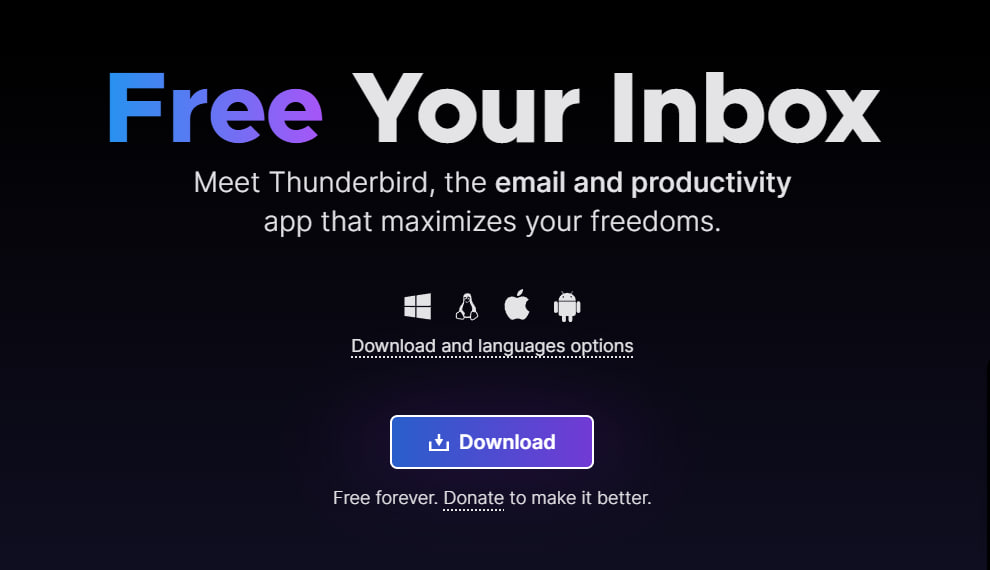 Free Your Inbox
Meet Thunderbird, the email and productivity
app that maximizes your freedoms.
Download and languages options
Download
Free forever. Donate to make it better.